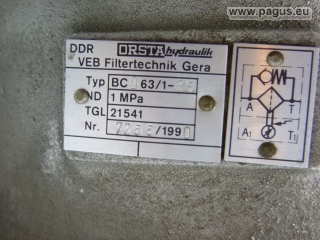 www.pagus.eu
DDR ORSTA hydraulik
VEB Filtertechnik Gera
Typ BC 63/1-
ND 1 MPa
TGL 21541
Nr. /1990
A T
A1 T1